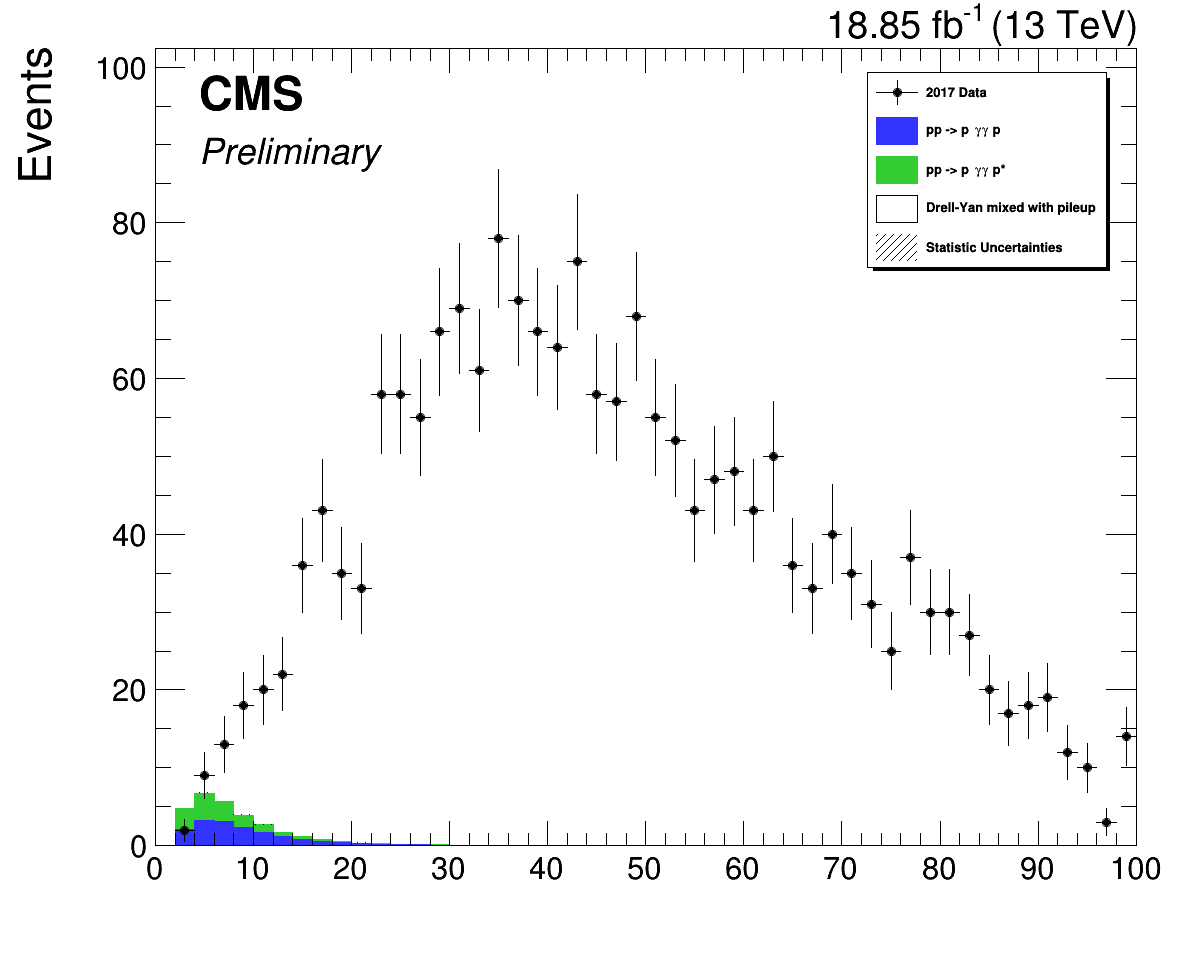 18.85 fb⁻¹ (13 TeV)
Events
CMS
Preliminary
2017 Data
pp -> p γγ p
pp -> p γγ p*
Drell-Yan mixed with pileup
Statistic Uncertainties
100
80
60
40
20
0
0 10 20 30 40 50 60 70 80 90 100